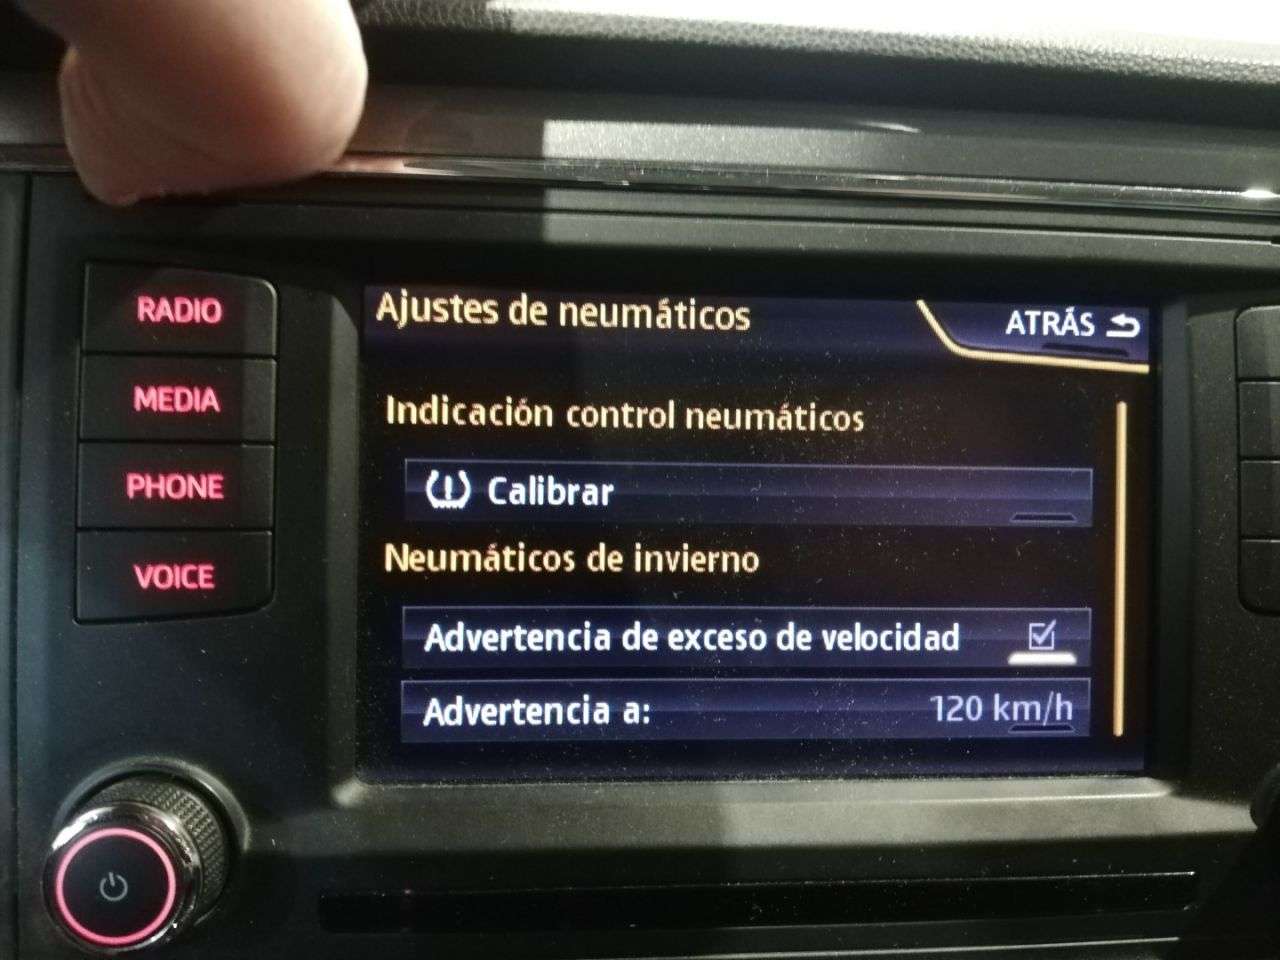 RADIO
MEDIA
PHONE
VOICE
Ajustes de neumáticos
ATRÁS
Indicación control neumáticos
Calibrar
Neumáticos de invierno
Advertencia de exceso de velocidad
Advertencia a: 120 km/h